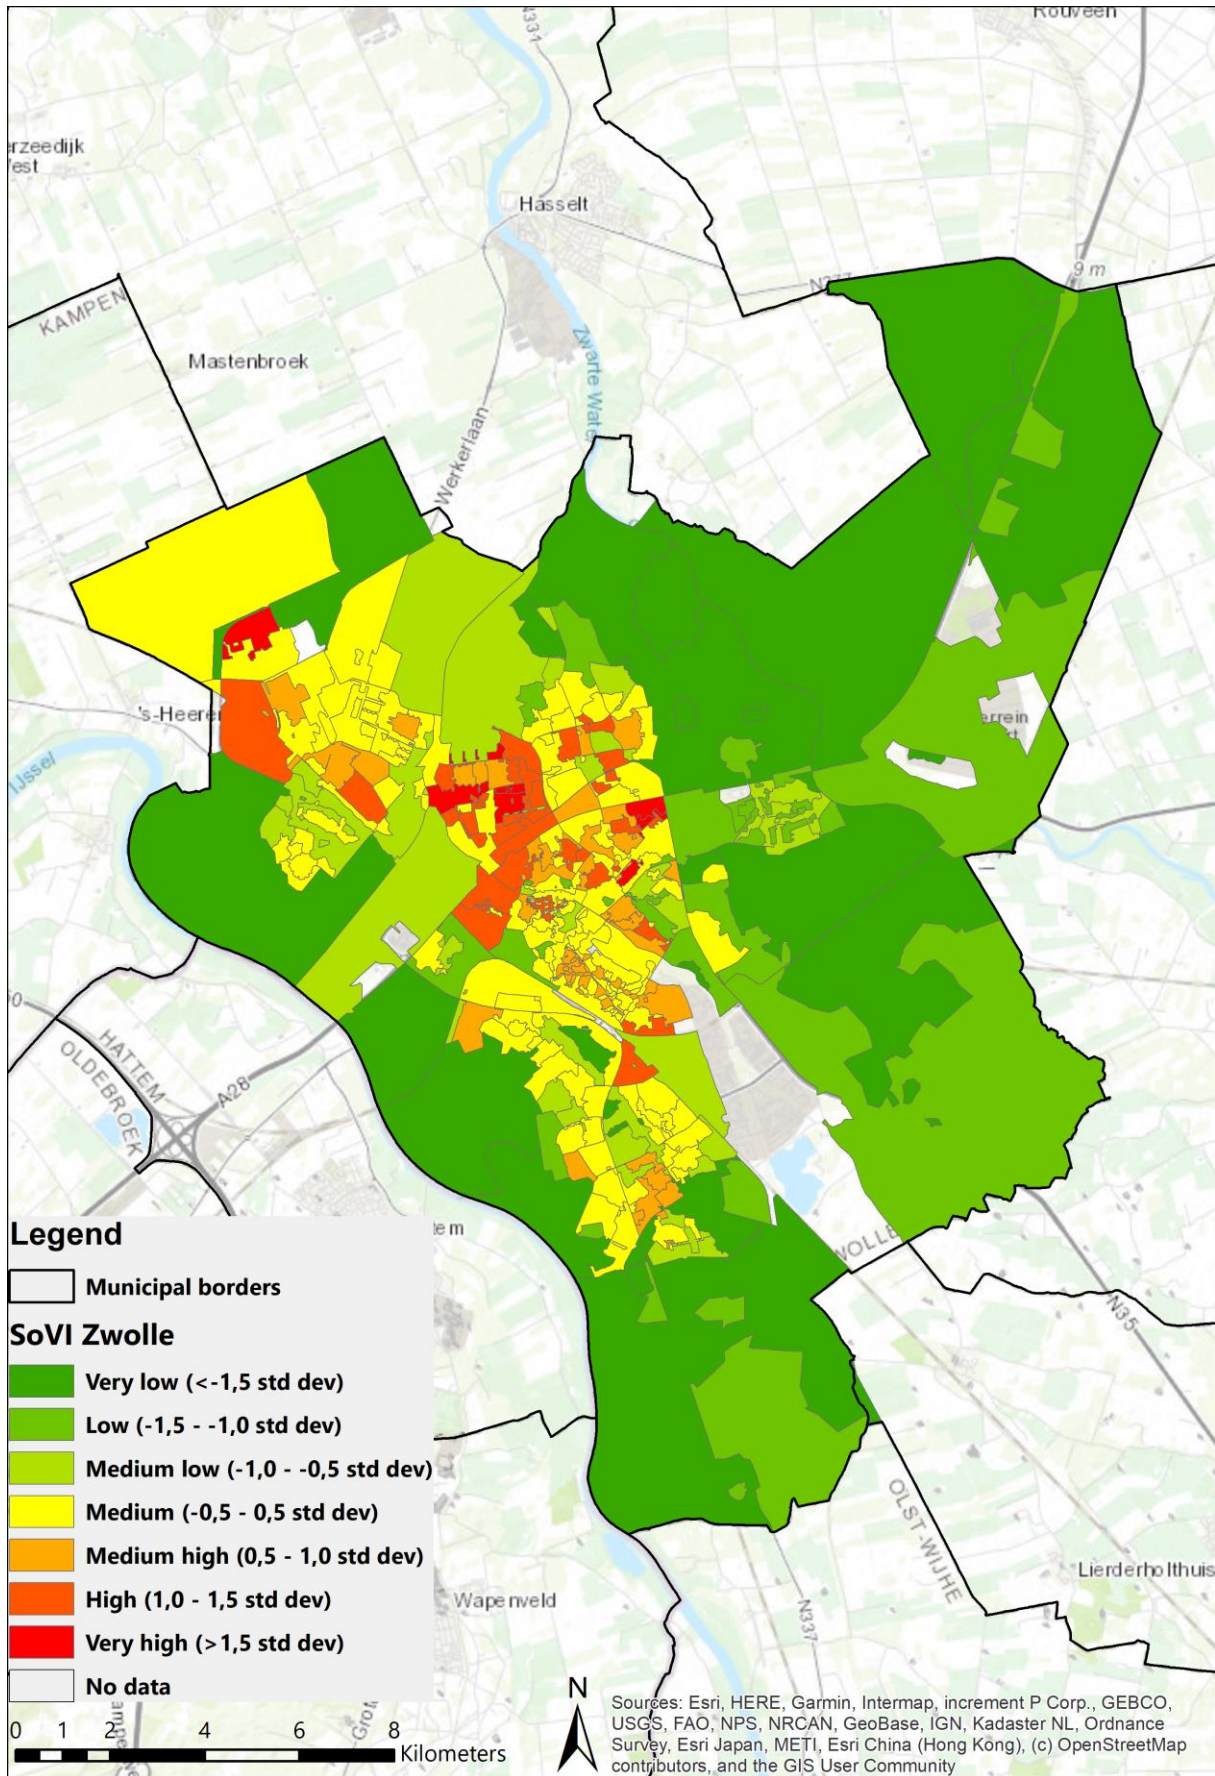 Rouveen
N331
erzeedijk
Vest
Hasselt
9 m
N377
KAMPEN
Mastenbroek
Zwarte Water
Werkerlaan
's-Heeren
errein
IJssel
HATTEM
OLDEBROEK
A28
tem
Legend
Municipal borders
SoVI Zwolle
Very low (<-1,5 std dev)
Low (-1,5 - -1,0 std dev)
Medium low (-1,0 - -0,5 std dev)
Medium (-0,5 - 0,5 std dev)
Medium high (0,5 - 1,0 std dev)
High (1,0 - 1,5 std dev)
Very high (>1,5 std dev)
No data
WOLLE
N35
OLST-WIJHE
Lierderholthuis
Wapenveld
N337
N
0 1 2 4 6 8
Kilometers
Sources: Esri, HERE, Garmin, Intermap, increment P Corp., GEBCO,
USGS, FAO, NPS, NRCAN, GeoBase, IGN, Kadaster NL, Ordnance
Survey, Esri Japan, METI, Esri China (Hong Kong), (c) OpenStreetMap
contributors, and the GIS User Community